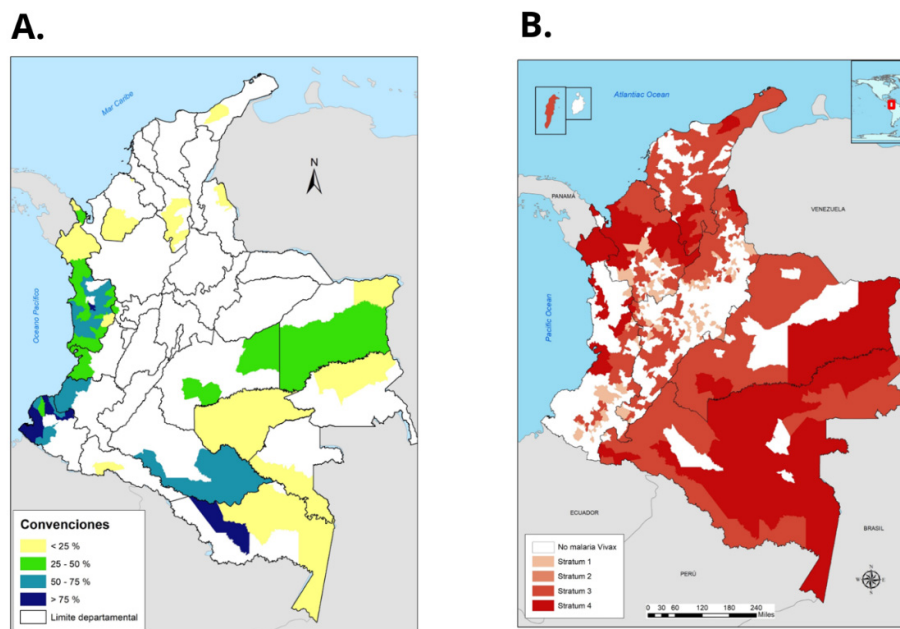 A.
Mar Caribe
N
Oceano Pacífico
Convenciones
< 25 %
25 - 50 %
50 - 75 %
> 75 %
Limite departamental
B.
Atlantiac Ocean
PANAMÁ
VENEZUELA
Pacific Ocean
ECUADOR
BRASIL
PERÚ
No malaria Vivax
Stratum 1
Stratum 2
Stratum 3
Stratum 4
0 30 60 120 180 240
Miles